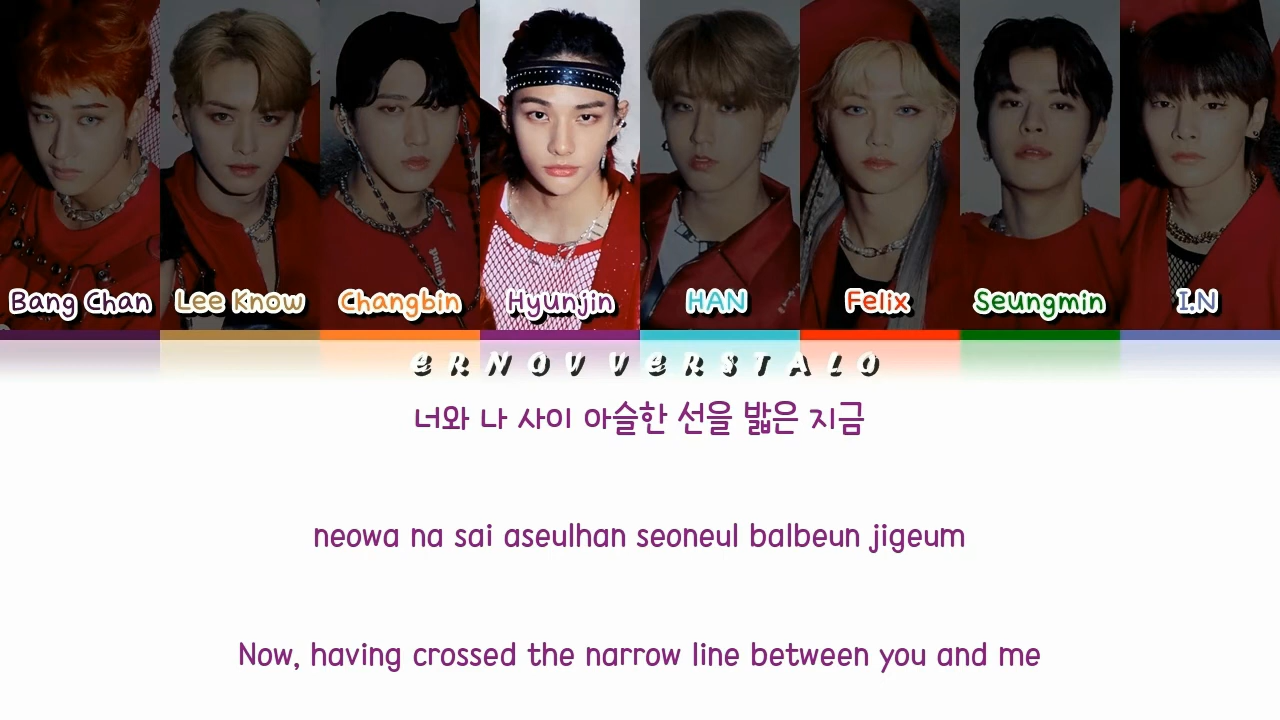 Bang Chan Lee Know Changbin Hyunjin HAN Felix Seungmin I.N
ERNOV VERSTALO
너와 나 사이 아슬한 선을 밟은 지금
neowa na sai aseulhan seoneul balbeun jigeum
Now, having crossed the narrow line between you and me